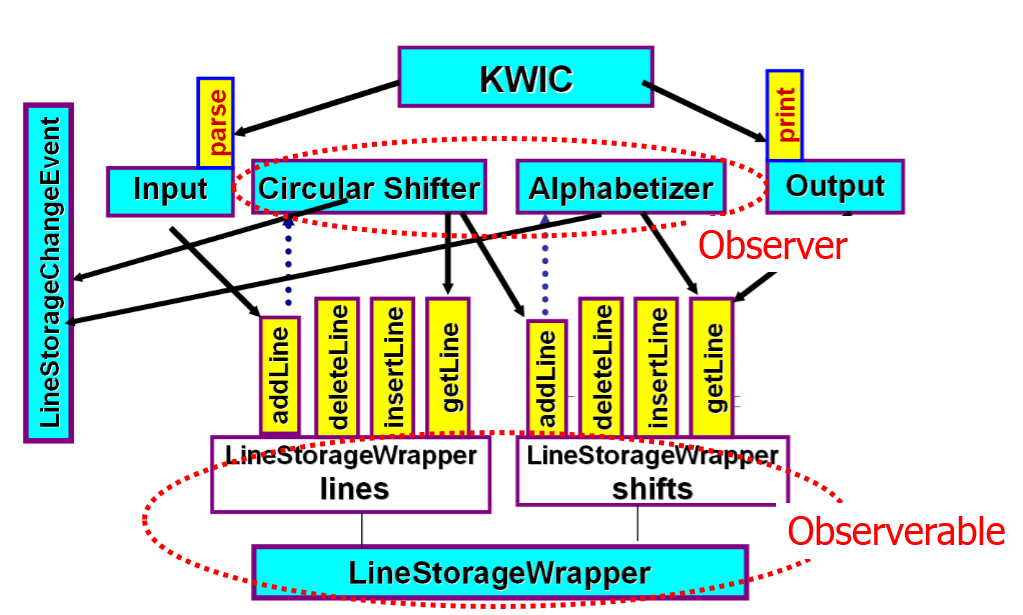 KWIC
parse
print
LineStorageChangeEvent
Input
Circular Shifter
Alphabetizer
Output
Observer
addLine
deleteLine
insertLine
getLine
addLine
deleteLine
insertLine
getLine
LineStorageWrapper
lines
LineStorageWrapper
shifts
Observerable
LineStorageWrapper